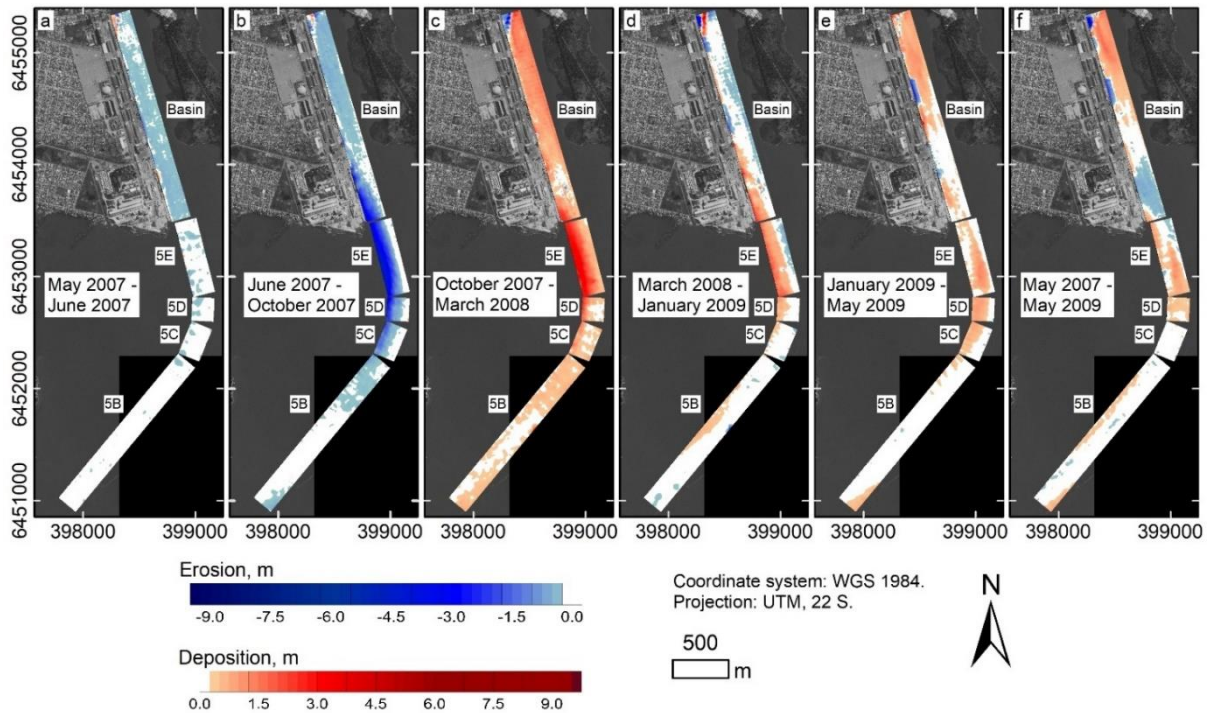 a b c d e f
6455000
6454000
6453000
6452000
6451000
Basin Basin Basin Basin Basin Basin
5E 5E 5E 5E 5E 5E
May 2007 -
June 2007
June 2007 -
October 2007
October 2007 -
March 2008
March 2008 -
January 2009
January 2009 -
May 2009
May 2007 -
May 2009
5D 5D 5D 5D 5D 5D
5C 5C 5C 5C 5C 5C
5B 5B 5B 5B 5B 5B
398000 399000 398000 399000 398000 399000 398000 399000 398000 399000 398000 399000
Erosion, m
-9.0 -6.0 -4.5 -3.0 -1.5 0.0
Deposition, m
0.0 1.5 3.0 4.5 6.0 9.0
Coordinate system: WGS 1984.
Projection: UTM, 22 S.
500
m
N